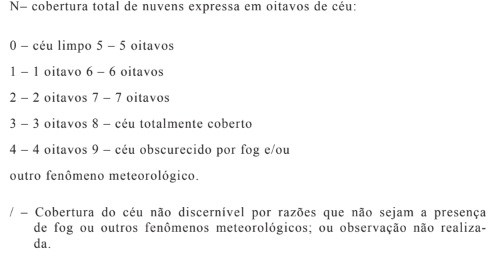 N– cobertura total de nuvens expressa em oitavos de céu:
0 – céu limpo 5 – 5 oitavos
1 – 1 oitavo 6 – 6 oitavos
2 – 2 oitavos 7 – 7 oitavos
3 – 3 oitavos 8 – céu totalmente coberto
4 – 4 oitavos 9 – céu obscurecido por fog e/ou
outro fenômeno meteorológico.
/ – Cobertura do céu não discernível por razões que não sejam a presença
de fog ou outros fenômenos meteorológicos; ou observação não realiza-
da.